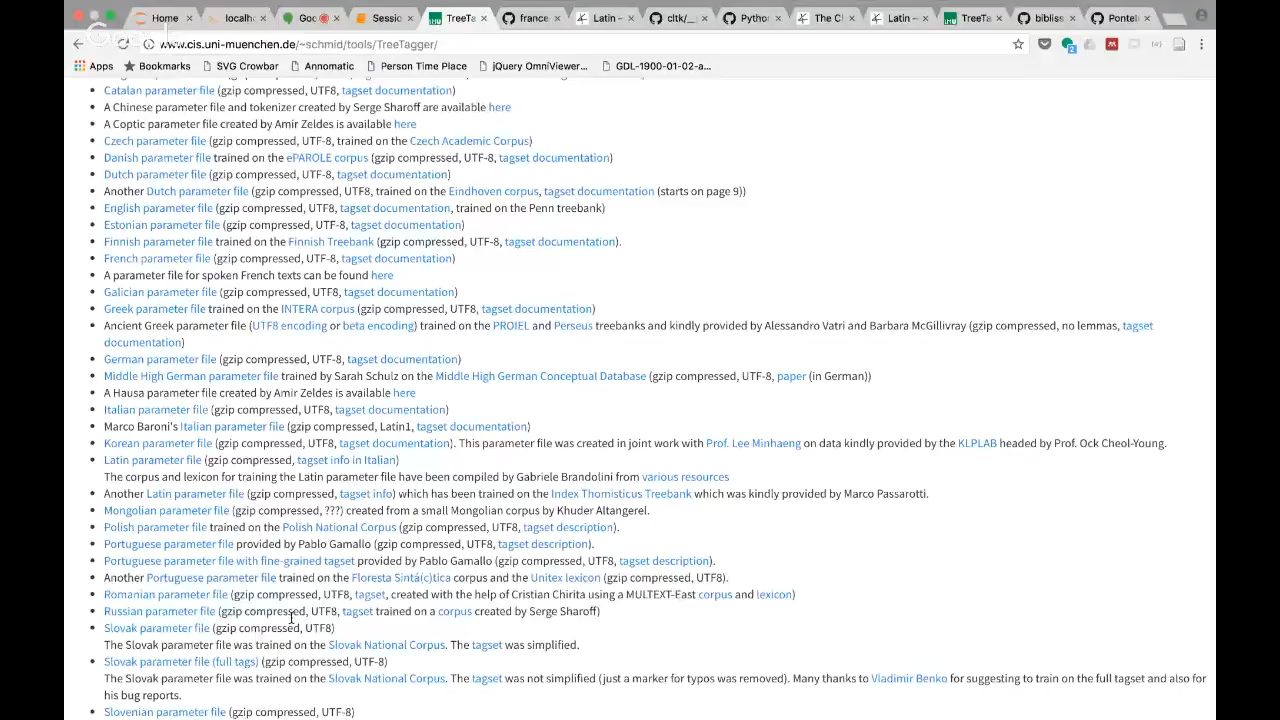 Home
localh
Goo
Sessio
TreeTa
france
Latin –
cltk/__
Python
The Cl
Latin –
TreeTa
bibliss
Pontel
www.cis.uni-muenchen.de/~schmid/tools/TreeTagger/
Apps Bookmarks SVG Crowbar Annomatic Person Time Place jQuery OmniViewer... GDL-1900-01-02-a...
Catalan parameter file (gzip compressed, UTF8, tagset documentation)
A Chinese parameter file and tokenizer created by Serge Sharoff are available here
A Coptic parameter file created by Amir Zeldes is available here
Czech parameter file (gzip compressed, UTF-8, trained on the Czech Academic Corpus)
Danish parameter file trained on the ePAROLE corpus (gzip compressed, UTF-8, tagset documentation)
Dutch parameter file (gzip compressed, UTF-8, tagset documentation)
Another Dutch parameter file (gzip compressed, UTF8, trained on the Eindhoven corpus, tagset documentation (starts on page 9))
English parameter file (gzip compressed, UTF8, tagset documentation, trained on the Penn treebank)
Estonian parameter file (gzip compressed, UTF-8, tagset documentation)
Finnish parameter file trained on the Finnish Treebank (gzip compressed, UTF-8, tagset documentation).
French parameter file (gzip compressed, UTF-8, tagset documentation)
A parameter file for spoken French texts can be found here
Galician parameter file (gzip compressed, UTF8, tagset documentation)
Greek parameter file trained on the INTERA corpus (gzip compressed, UTF8, tagset documentation)
Ancient Greek parameter file (UTF8 encoding or beta encoding) trained on the PROIEL and Perseus treebanks and kindly provided by Alessandro Vatri and Barbara McGillivray (gzip compressed, no lemmas, tagset
documentation)
German parameter file (gzip compressed, UTF-8, tagset documentation)
Middle High German parameter file trained by Sarah Schulz on the Middle High German Conceptual Database (gzip compressed, UTF-8, paper (in German))
A Hausa parameter file created by Amir Zeldes is available here
Italian parameter file (gzip compressed, UTF8, tagset documentation)
Marco Baroni's Italian parameter file (gzip compressed, Latin1, tagset documentation)
Korean parameter file (gzip compressed, UTF8, tagset documentation). This parameter file was created in joint work with Prof. Lee Minhaeng on data kindly provided by the KLPLAB headed by Prof. Ock Cheol-Young.
Latin parameter file (gzip compressed, tagset info in Italian)
The corpus and lexicon for training the Latin parameter file have been compiled by Gabriele Brandolini from various resources
Another Latin parameter file (gzip compressed, tagset info) which has been trained on the Index Thomisticus Treebank which was kindly provided by Marco Passarotti.
Mongolian parameter file (gzip compressed, ???) created from a small Mongolian corpus by Khuder Altangerel.
Polish parameter file trained on the Polish National Corpus (gzip compressed, UTF8, tagset description).
Portuguese parameter file provided by Pablo Gamallo (gzip compressed, UTF8, tagset description).
Portuguese parameter file with fine-grained tagset provided by Pablo Gamallo (gzip compressed, UTF8, tagset description).
Another Portuguese parameter file trained on the Floresta Sintá(c)tica corpus and the Unitex lexicon (gzip compressed, UTF8).
Romanian parameter file (gzip compressed, UTF8, tagset, created with the help of Cristian Chirita using a MULTEXT-East corpus and lexicon)
Russian parameter file (gzip compressed, UTF8, tagset trained on a corpus created by Serge Sharoff)
Slovak parameter file (gzip compressed, UTF8)
The Slovak parameter file was trained on the Slovak National Corpus. The tagset was simplified.
Slovak parameter file (full tags) (gzip compressed, UTF-8)
The Slovak parameter file was trained on the Slovak National Corpus. The tagset was not simplified (just a marker for typos was removed). Many thanks to Vladimir Benko for suggesting to train on the full tagset and also for
his bug reports.
Slovenian parameter file (gzip compressed, UTF-8)